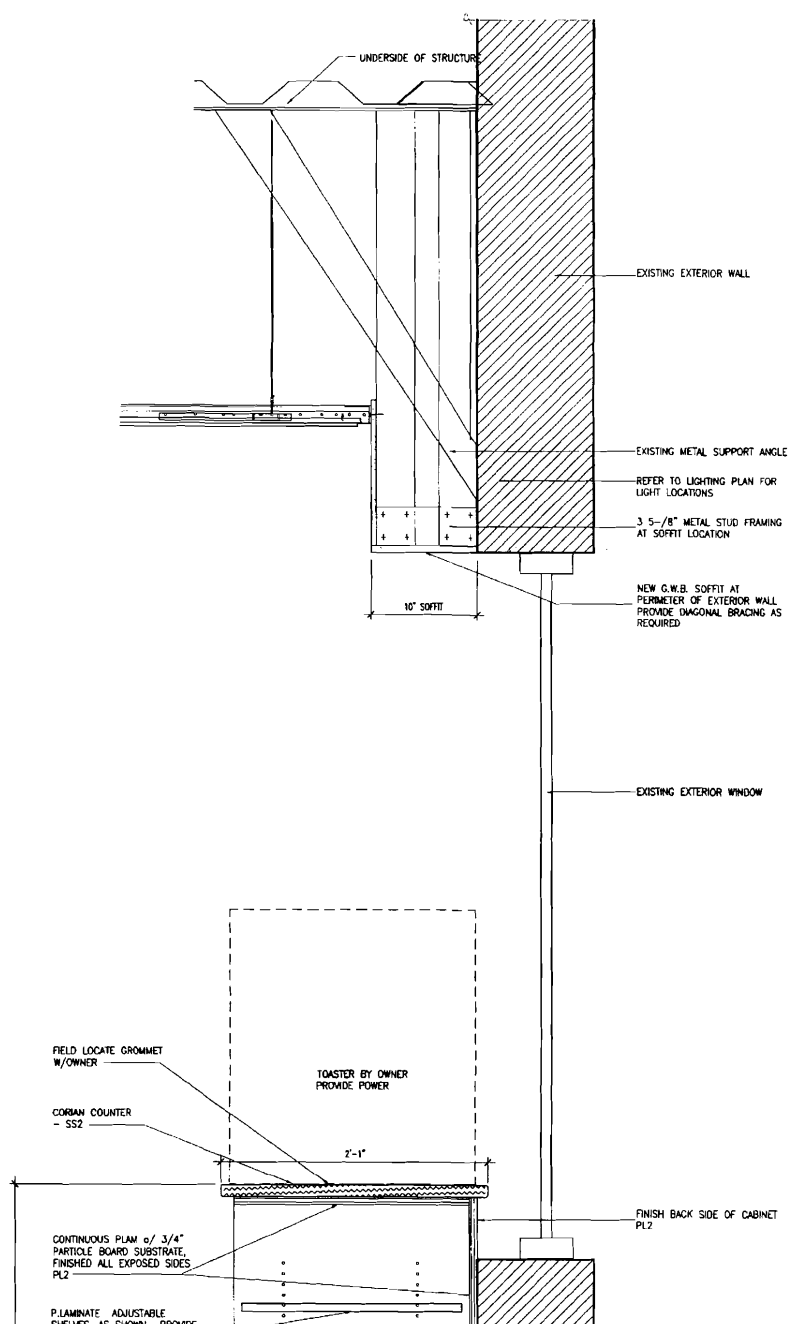 UNDERSIDE OF STRUCTURE
EXISTING EXTERIOR WALL
EXISTING METAL SUPPORT ANGLE
REFER TO LIGHTING PLAN FOR
LIGHT LOCATIONS
3 5-/8" METAL STUD FRAMING
AT SOFFIT LOCATION
NEW G.W.B. SOFFIT AT
PERIMETER OF EXTERIOR WALL
PROVIDE DIAGONAL BRACING AS
REQUIRED
10" SOFFIT
EXISTING EXTERIOR WINDOW
FIELD LOCATE GROMMET
W/OWNER
TOASTER BY OWNER
PROVIDE POWER
CORIAN COUNTER
- SS2
2'-1"
FINISH BACK SIDE OF CABINET
PL2
CONTINUOUS PLAM o/ 3/4"
PARTICLE BOARD SUBSTRATE,
FINISHED ALL EXPOSED SIDES
PL2
P.LAMINATE ADJUSTABLE
SHELVES AS SHOWN. PROVIDE